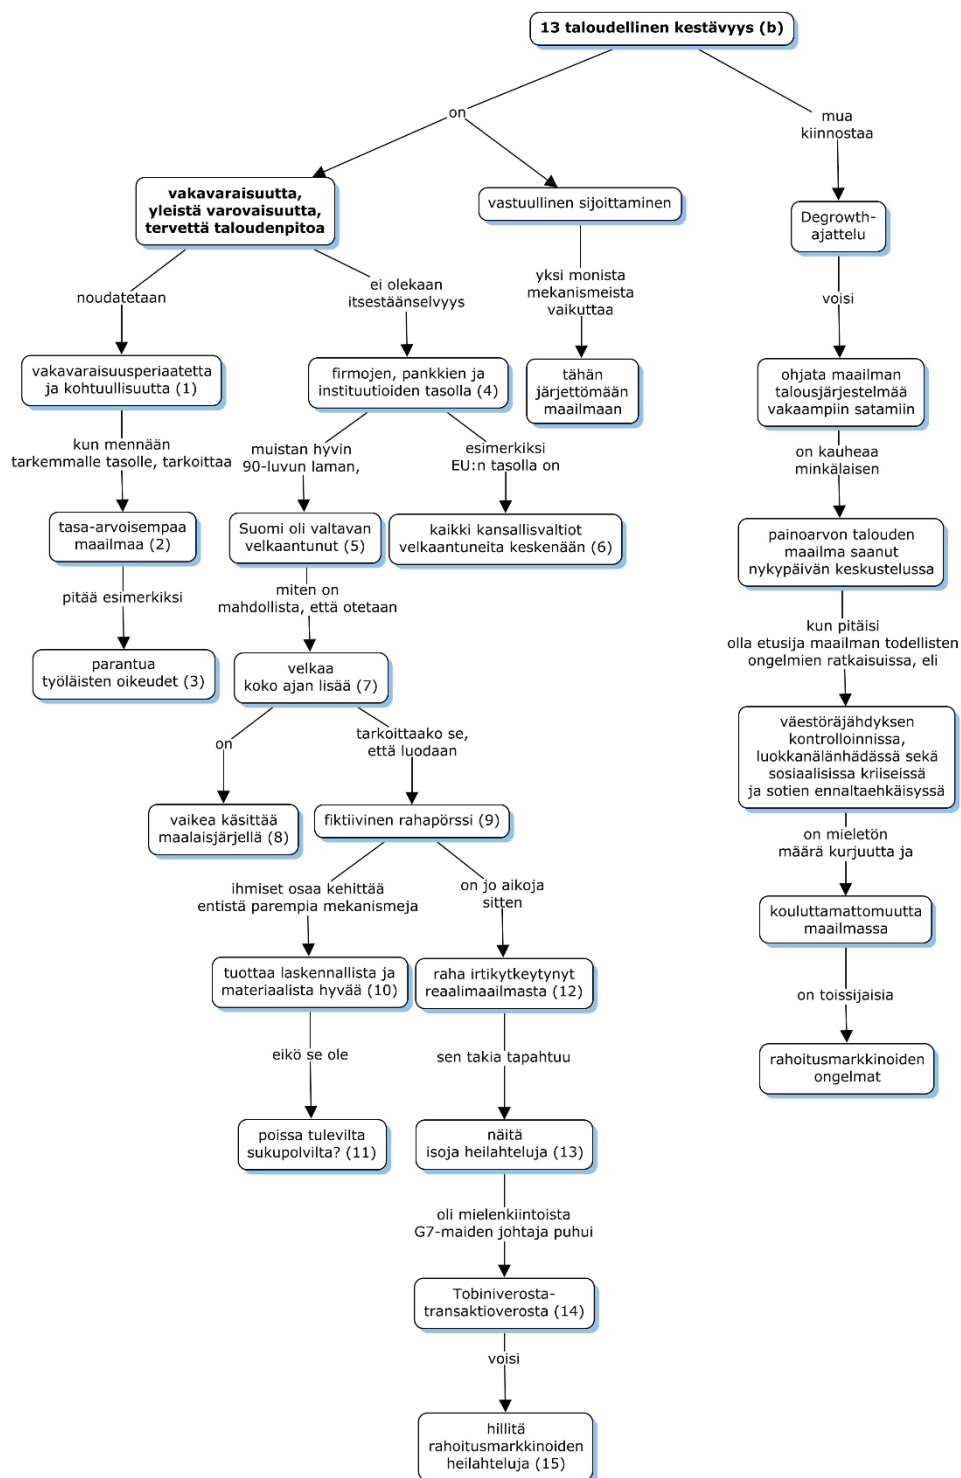 13 taloudellinen kestävyys (b)
on
mua
kiinnostaa
vakavaraisuutta,
yleistä varovaisuutta,
tervettä taloudenpitoa
vastuullinen sijoittaminen
Degrowth-
ajattelu
noudatetaan
ei olekaan
itsestäänselvyys
yksi monista
mekanismeista
vaikuttaa
voisi
vakavaraisuusperiaatetta
ja kohtuullisuutta (1)
firmojen, pankkien ja
instituutioiden tasolla (4)
tähän
järjettömään
maailmaan
ohjata maailman
talousjärjestelmää
vakaampiin satamiin
kun mennään
tarkemmalle tasolle, tarkoittaa
muistan hyvin
90-luvun laman,
esimerkiksi
EU:n tasolla on
on kauheaa
minkälaisen
tasa-arvoisempaa
maailmaa (2)
Suomi oli valtavan
velkaantunut (5)
kaikki kansallisvaltiot
velkaantuneita keskenään (6)
painoarvon talouden
maailma saanut
nykypäivän keskustelussa
pitää esimerkiksi
miten on
mahdollista, että otetaan
kun pitäisi
olla etusija maailman todellisten
ongelmien ratkaisuissa, eli
parantua
työläisten oikeudet (3)
velkaa
koko ajan lisää (7)
väestöräjähdyksen
kontrolloinnissa,
luokkanälänhädässä sekä
sosiaalisissa kriiseissä
ja sotien ennaltaehkäisyssä
on
tarkoittaako se,
että luodaan
vaikea käsittää
maalaisjärjellä (8)
fiktiivinen rahapörssi (9)
on mieletön
määrä kurjuutta ja
ihmiset osaa kehittää
entistä parempia mekanismeja
on jo aikoja
sitten
kouluttamattomuutta
maailmassa
tuottaa laskennallista ja
materiaalista hyvää (10)
raha irtikytkeytynyt
reaalimaailmasta (12)
on toissijaisia
eikö se ole
sen takia tapahtuu
rahoitusmarkkinoiden
ongelmat
poissa tulevilta
sukupolvilta? (11)
näitä
isoja heilahteluja (13)
oli mielenkiintoista
G7-maiden johtaja puhui
Tobiniverosta-
transaktioverosta (14)
voisi
hillitä
rahoitusmarkkinoiden
heilahteluja (15)